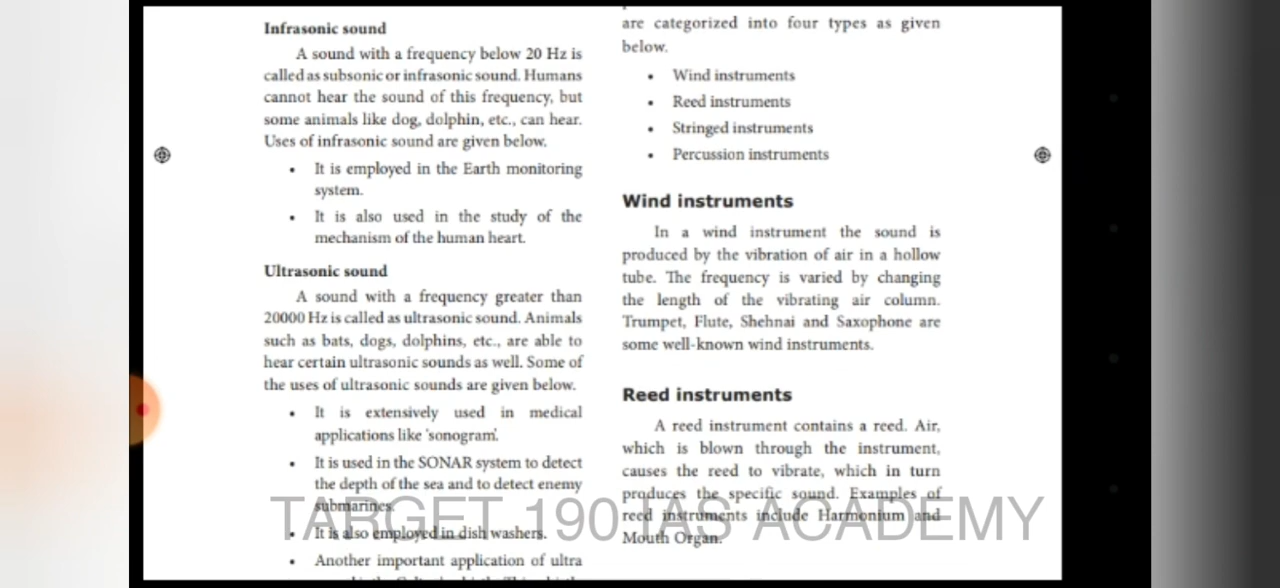 Infrasonic sound
A sound with a frequency below 20 Hz is
called as subsonic or infrasonic sound. Humans
cannot hear the sound of this frequency, but
some animals like dog, dolphin, etc., can hear.
Uses of infrasonic sound are given below.
• It is employed in the Earth monitoring
system.
• It is also used in the study of the
mechanism of the human heart.
Ultrasonic sound
A sound with a frequency greater than
20000 Hz is called as ultrasonic sound. Animals
such as bats, dogs, dolphins, etc., are able to
hear certain ultrasonic sounds as well. Some of
the uses of ultrasonic sounds are given below.
• It is extensively used in medical
applications like 'sonogram'.
• It is used in the SONAR system to detect
the depth of the sea and to detect enemy
submarines.
• It is also employed in dish washers.
• Another important application of ultra
are categorized into four types as given
below.
• Wind instruments
• Reed instruments
• Stringed instruments
• Percussion instruments
Wind instruments
In a wind instrument the sound is
produced by the vibration of air in a hollow
tube. The frequency is varied by changing
the length of the vibrating air column.
Trumpet, Flute, Shehnai and Saxophone are
some well-known wind instruments.
Reed instruments
A reed instrument contains a reed. Air,
which is blown through the instrument,
causes the reed to vibrate, which in turn
produces the specific sound. Examples of
reed instruments include Harmonium and
Mouth Organ.
TARGET 190 IAS ACADEMY